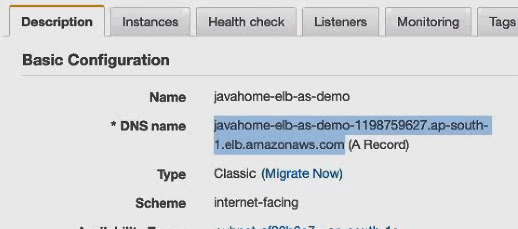 Description Instances Health check Listeners Monitoring Tags
Basic Configuration
Name javahome-elb-as-demo
* DNS name javahome-elb-as-demo-1198759627.ap-south-
1.elb.amazonaws.com (A Record)
Type Classic (Migrate Now)
Scheme internet-facing